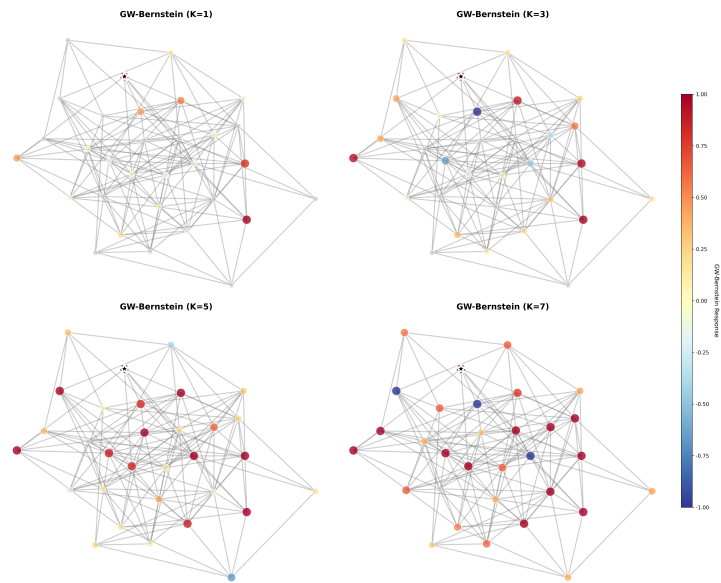 GW-Bernstein (K=1)
GW-Bernstein (K=3)
GW-Bernstein (K=5)
GW-Bernstein (K=7)
1.00
0.75
0.50
0.25
0.00
-0.25
-0.50
-0.75
-1.00
GW-Bernstein Response